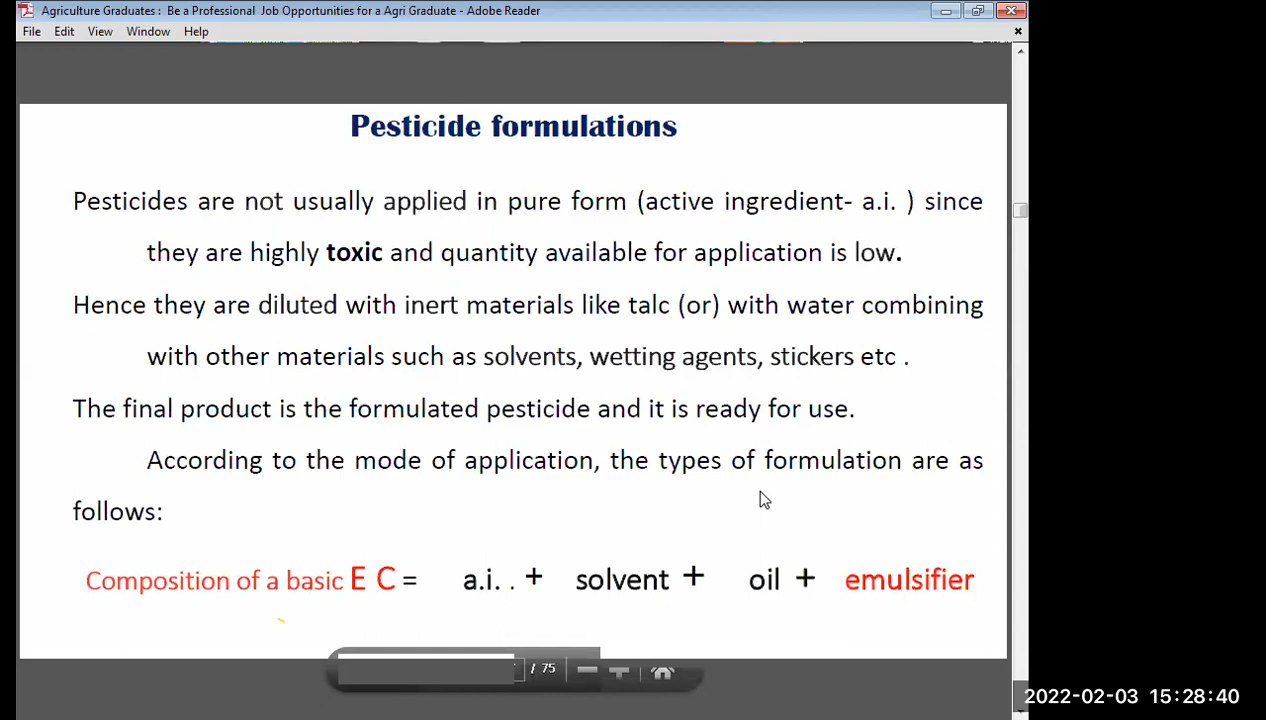 Agriculture Graduates : Be a Professional Job Opportunities for a Agri Graduate - Adobe Reader
File Edit View Window Help
Pesticide formulations
Pesticides are not usually applied in pure form (active ingredient- a.i. ) since
they are highly toxic and quantity available for application is low.
Hence they are diluted with inert materials like talc (or) with water combining
with other materials such as solvents, wetting agents, stickers etc .
The final product is the formulated pesticide and it is ready for use.
According to the mode of application, the types of formulation are as
follows:
Composition of a basic E C = a.i. . + solvent + oil + emulsifier
/ 75
2022-02-03 15:28:40